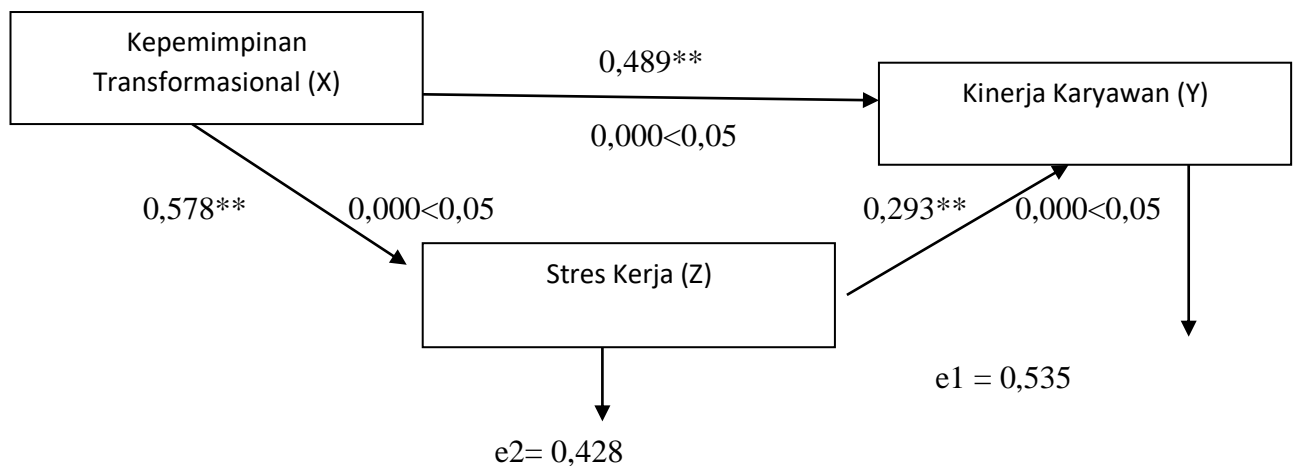 Kepemimpinan
Transformasional (X)
0,489**
0,000<0,05
Kinerja Karyawan (Y)
0,578**
0,000<0,05
0,293**
0,000<0,05
Stres Kerja (Z)
e1 = 0,535
e2= 0,428